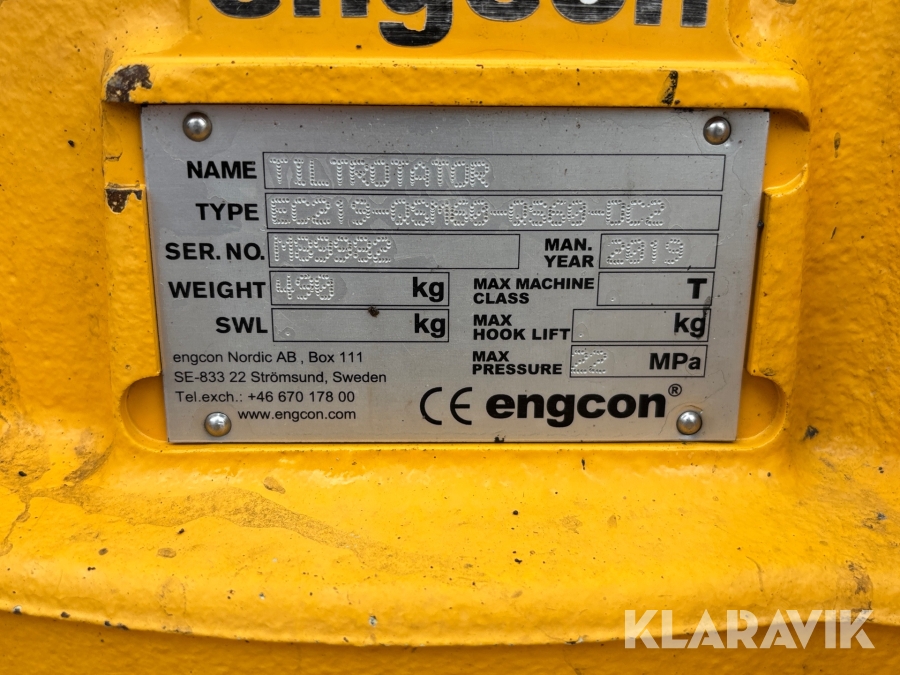 engcon
NAME TILTROTATOR
TYPE EC219-QSM60-QS60-DC2
SER. NO. M89982 MAN. YEAR 2019
WEIGHT 490 kg MAX MACHINE CLASS . T
SWL . kg MAX HOOK LIFT . kg
MAX PRESSURE 22 MPa
engcon Nordic AB , Box 111
SE-833 22 Strömsund, Sweden
Tel.exch.: +46 670 178 00
www.engcon.com
CE engcon®
KLARAVIK